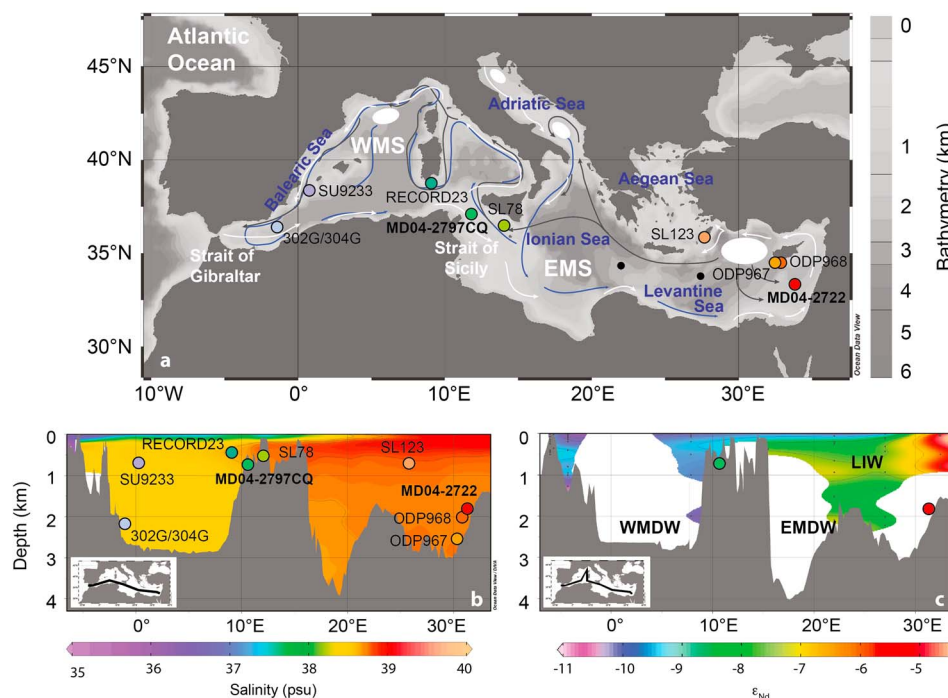 Atlantic
Ocean
45°N
40°N
35°N
30°N
10°W
0°E
10°E
20°E
30°E
Adriatic Sea
WMS
Balearic Sea
SU9233
RECORD23
SL78
Aegean Sea
302G/304G
MD04-2797CQ
SL123
Strait of
Gibraltar
Strait of
Sicily
Ionian Sea
EMS
ODP967
ODP968
Levantine
Sea
MD04-2722
a
Ocean Data View
0
1
2
3
4
5
6
Bathymetry (km)
Depth (km)
0
1
2
3
4
RECORD23
SL78
SL123
SU9233
MD04-2797CQ
MD04-2722
ODP968
302G/304G
ODP967
b
Ocean Data View / DIVA
0°E
10°E
20°E
30°E
35
36
37
38
39
40
Salinity (psu)
0
1
2
3
4
LIW
WMDW
EMDW
c
0°E
10°E
20°E
30°E
-11
-10
-9
-8
-7
-6
-5
εNd